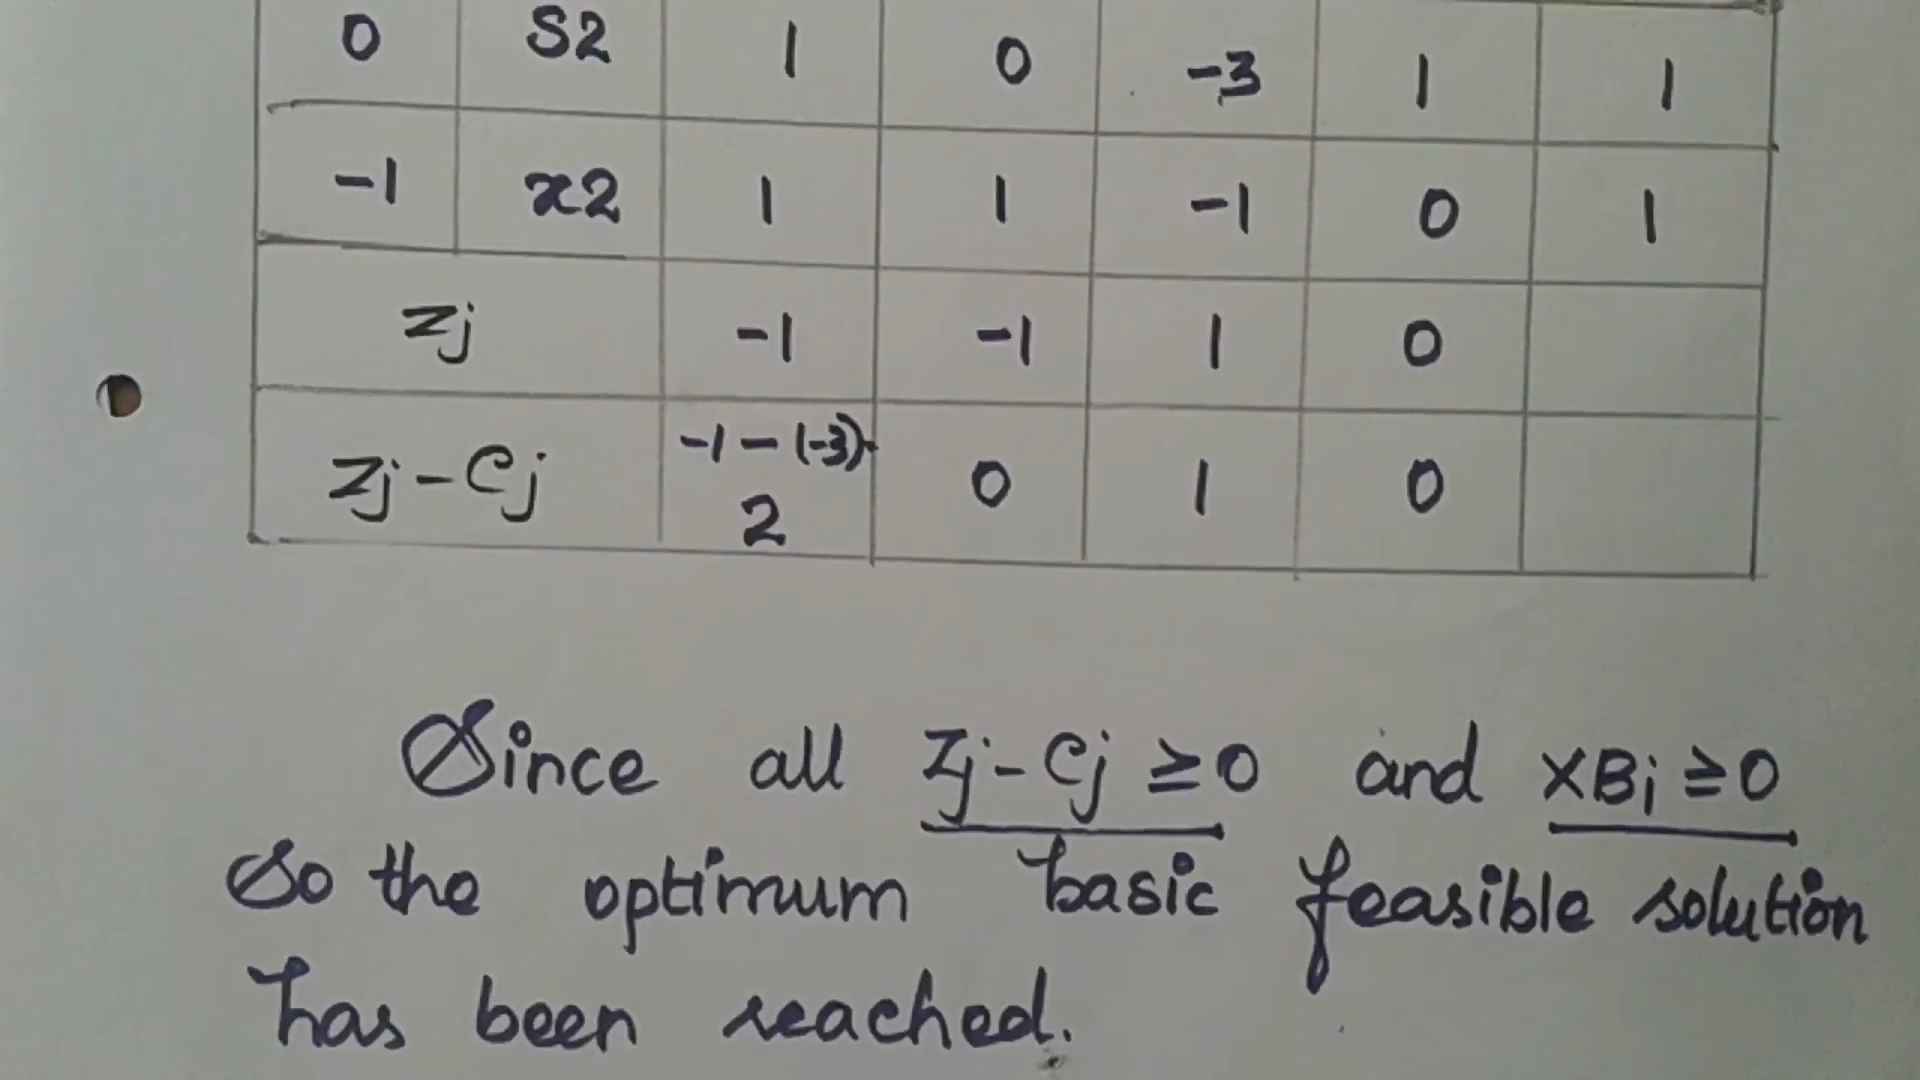 0 S2 1 0 -3 1 1
-1 x2 1 1 -1 0 1
Zj -1 -1 1 0
Zj-Cj -1-(-3) 2 0 1 0
Since all Zj-Cj ≥0 and XBi ≥0
So the optimum basic feasible solution
has been reached.